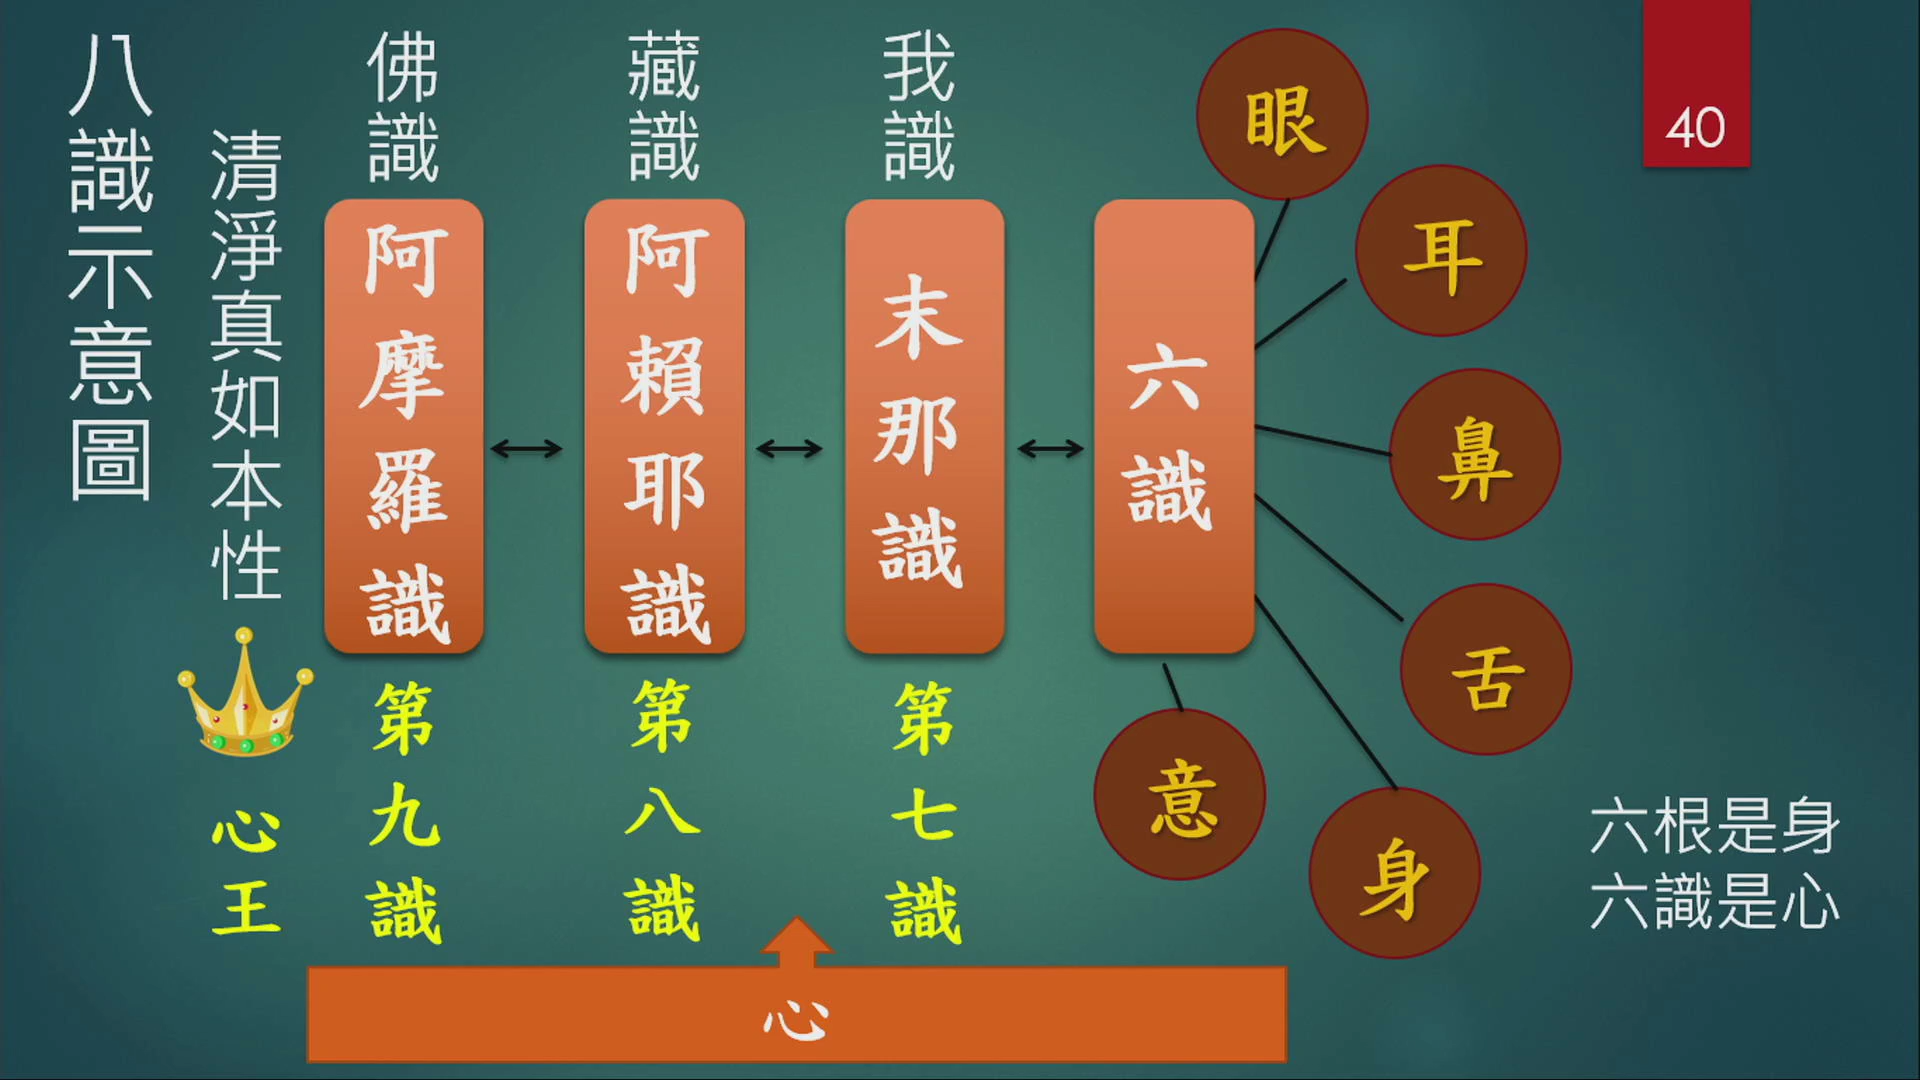 八識示意圖
清淨真如本性
心王
佛識
阿摩羅識
第九識
藏識
阿賴耶識
第八識
我識
末那識
第七識
六識
眼
耳
鼻
舌
身
意
心
六根是身
六識是心
40